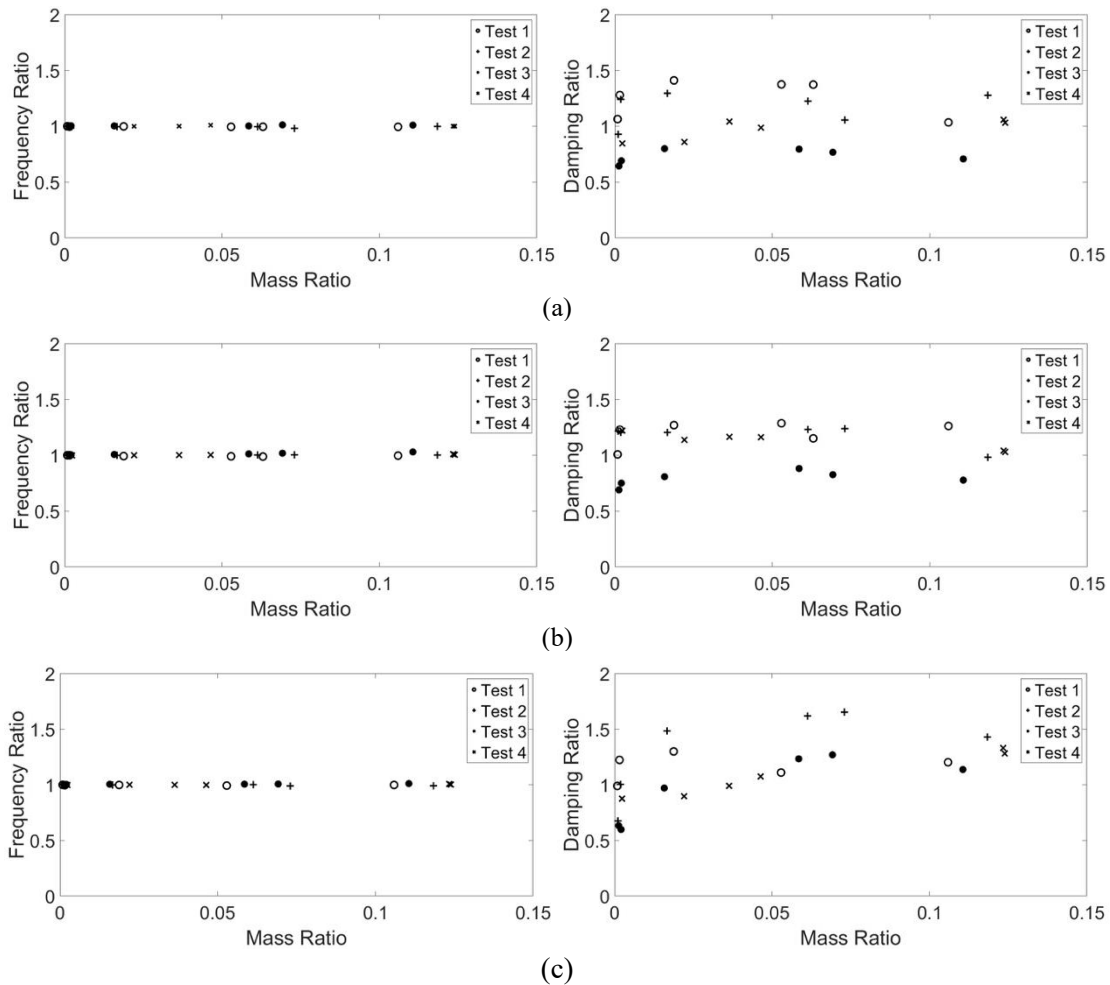 2
1.5
1
0.5
0
Frequency Ratio
0
0.05
0.1
0.15
Mass Ratio
Test 1
Test 2
Test 3
Test 4
2
1.5
1
0.5
0
Damping Ratio
0
0.05
0.1
0.15
Mass Ratio
Test 1
Test 2
Test 3
Test 4
(a)
2
1.5
1
0.5
0
Frequency Ratio
0
0.05
0.1
0.15
Mass Ratio
Test 1
Test 2
Test 3
Test 4
2
1.5
1
0.5
0
Damping Ratio
0
0.05
0.1
0.15
Mass Ratio
Test 1
Test 2
Test 3
Test 4
(b)
2
1.5
1
0.5
0
Frequency Ratio
0
0.05
0.1
0.15
Mass Ratio
Test 1
Test 2
Test 3
Test 4
2
1.5
1
0.5
0
Damping Ratio
0
0.05
0.1
0.15
Mass Ratio
Test 1
Test 2
Test 3
Test 4
(c)